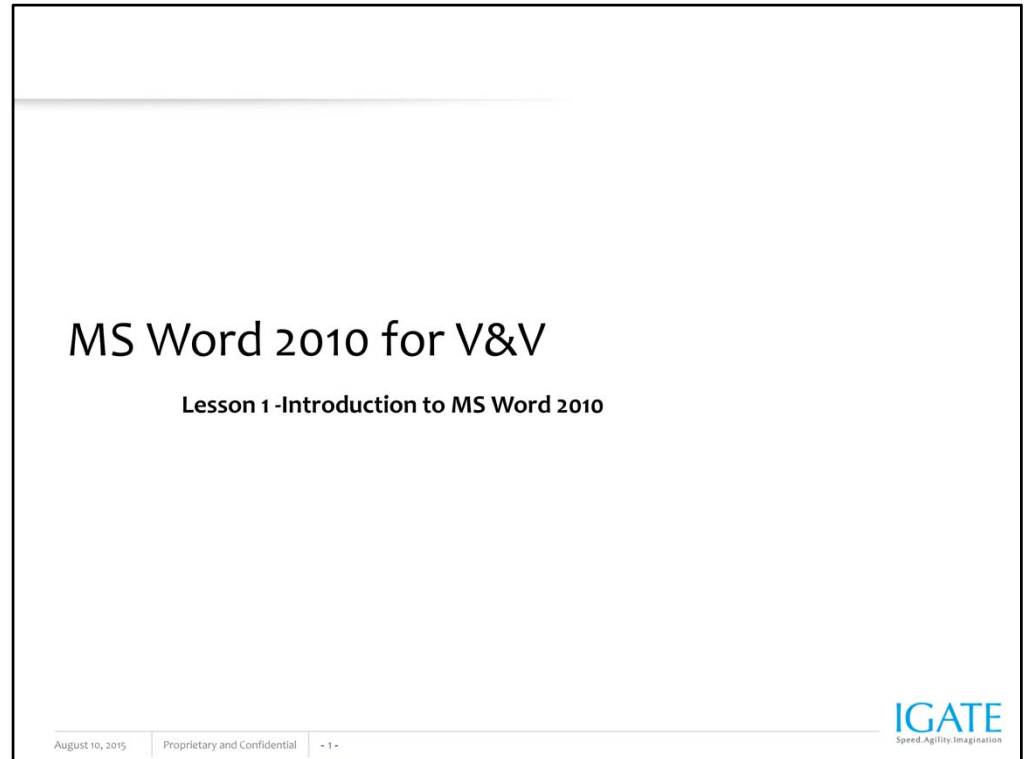 MS Word 2010 for V&V
Lesson 1 -Introduction to MS Word 2010
August 10, 2015 Proprietary and Confidential - 1 -
IGATE
Speed.Agility.Imagination